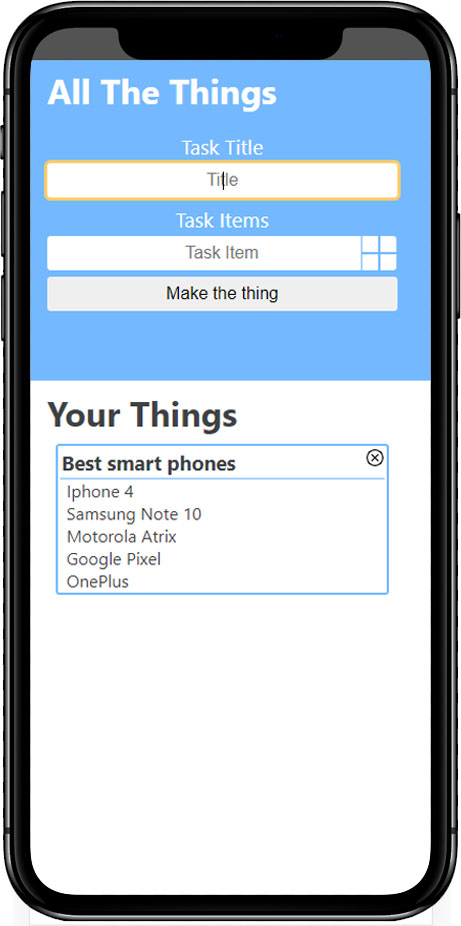 All The Things
Task Title
Title
Task Items
Task Item
Make the thing
Your Things
Best smart phones
Iphone 4
Samsung Note 10
Motorola Atrix
Google Pixel
OnePlus